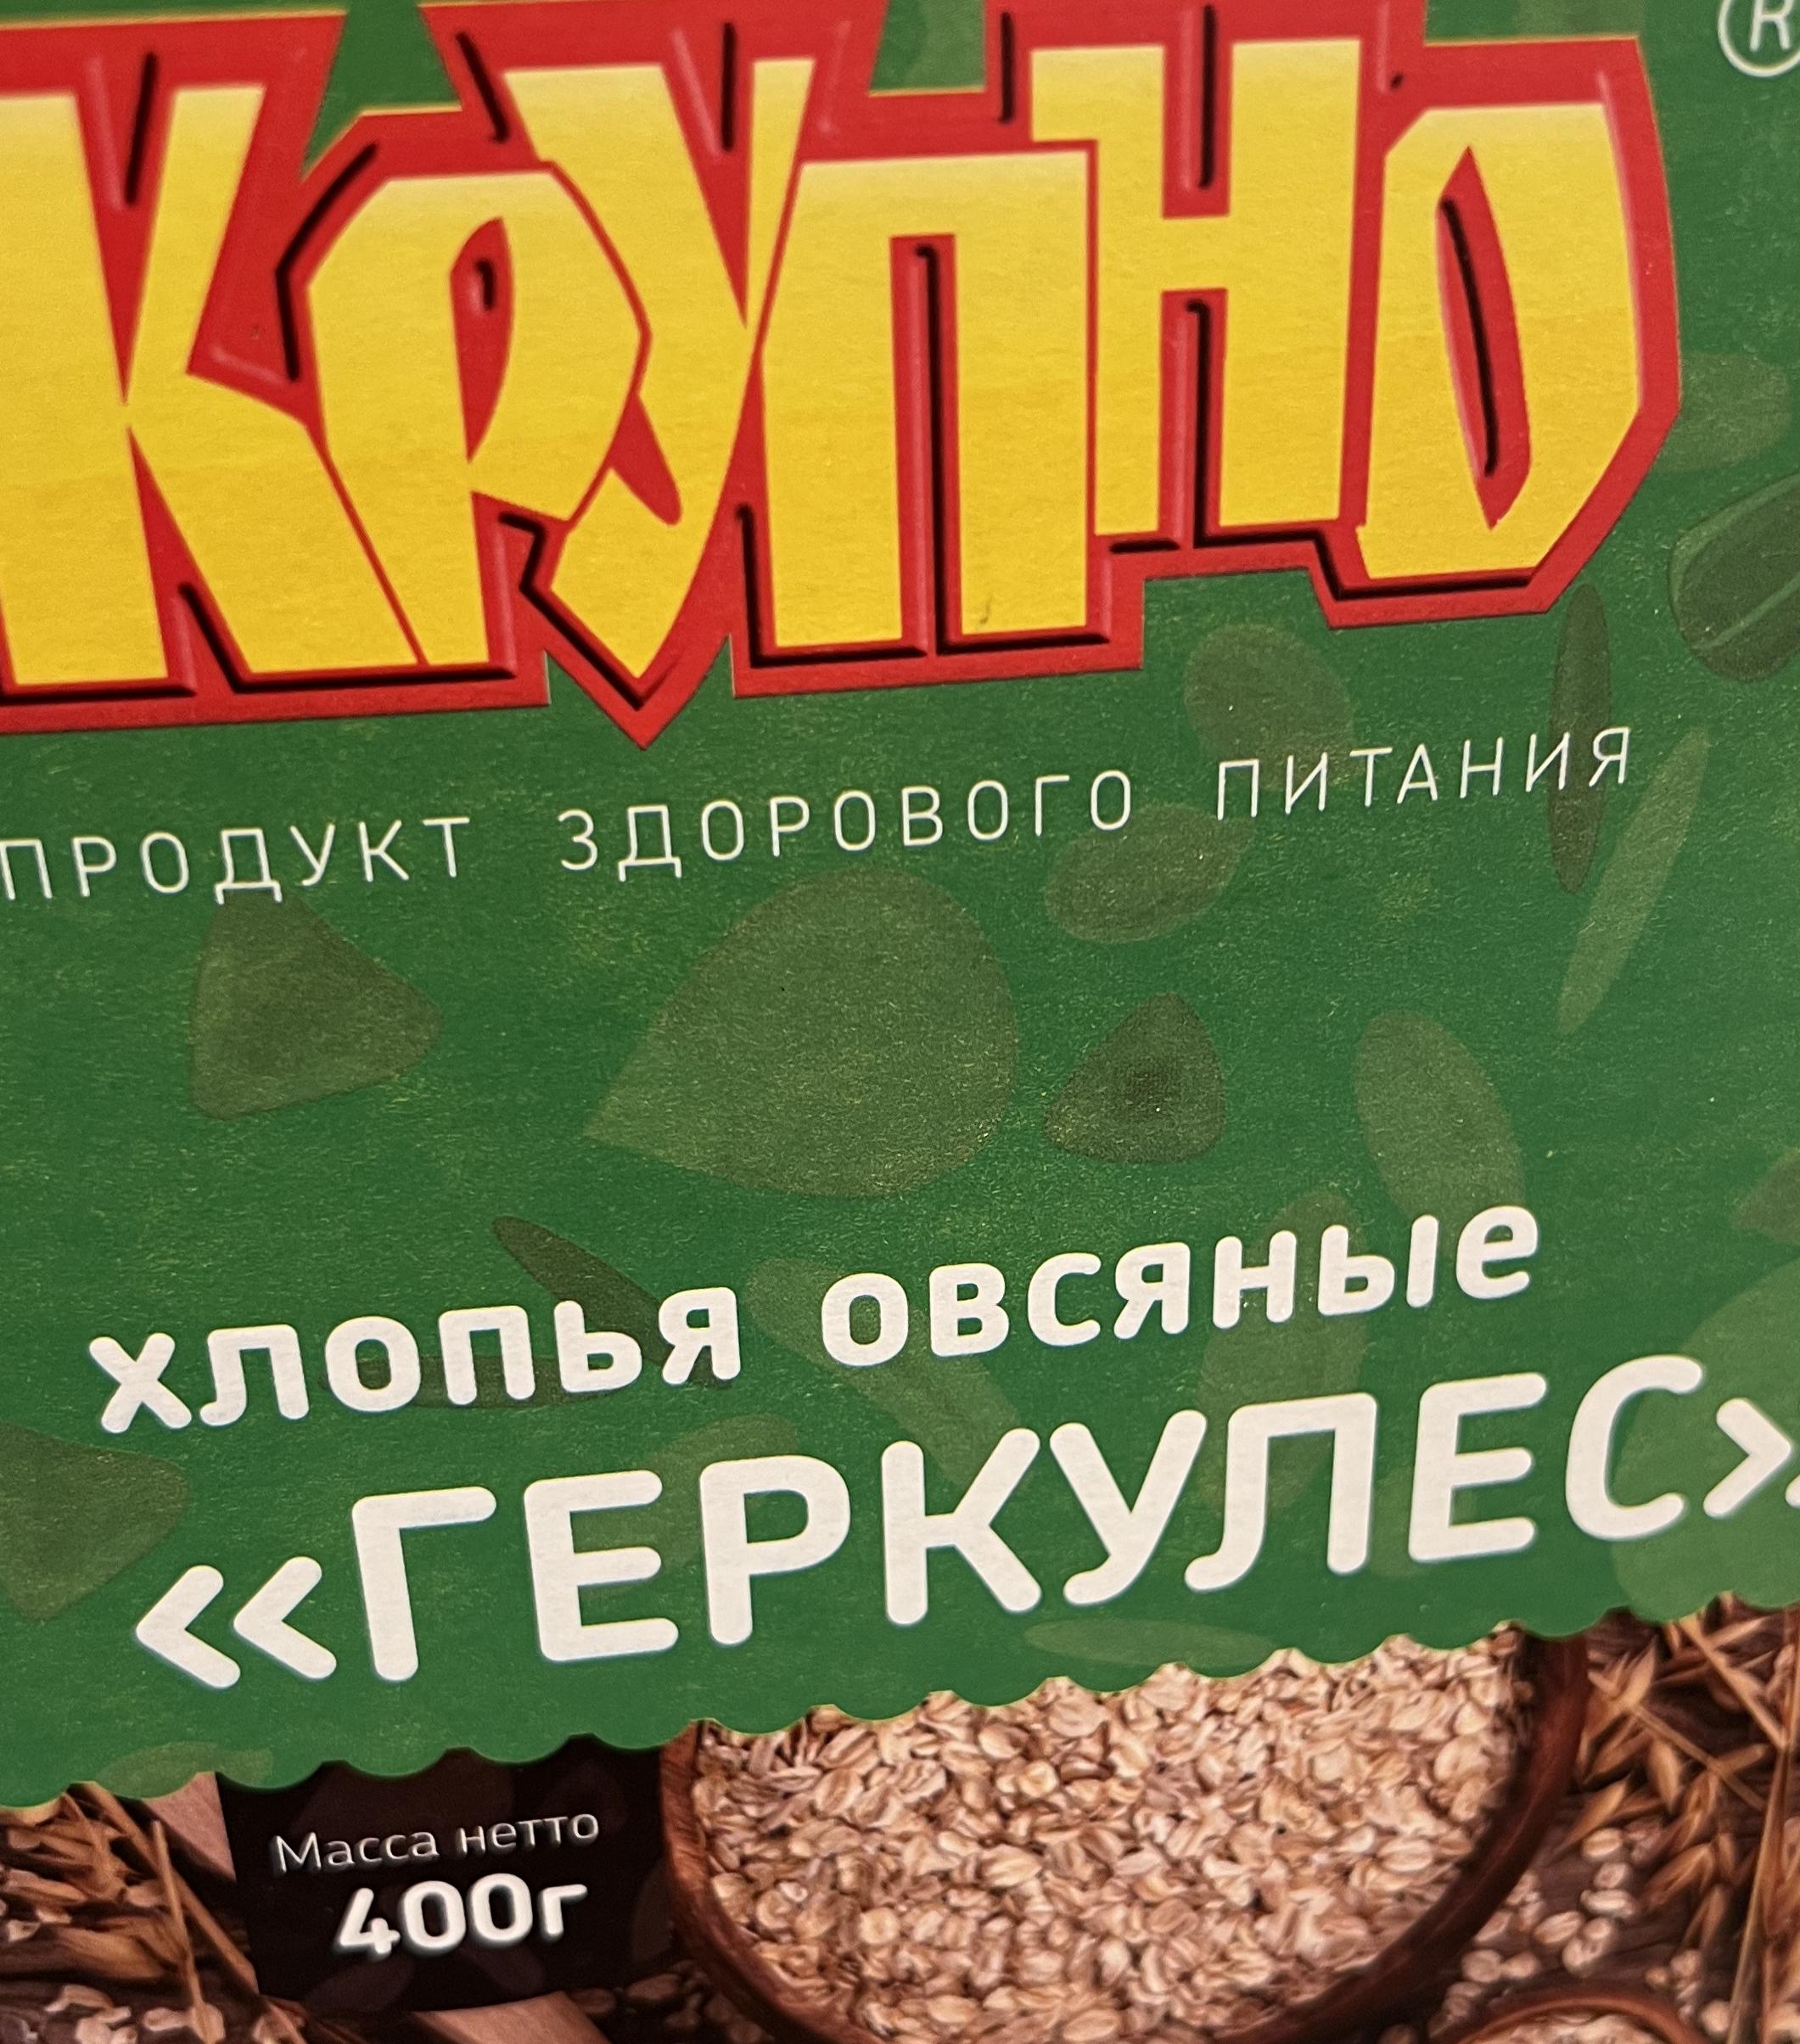 КРУПНО ®
ПРОДУКТ ЗДОРОВОГО ПИТАНИЯ
хлопья овсяные
«ГЕРКУЛЕС»
Масса нетто
400г